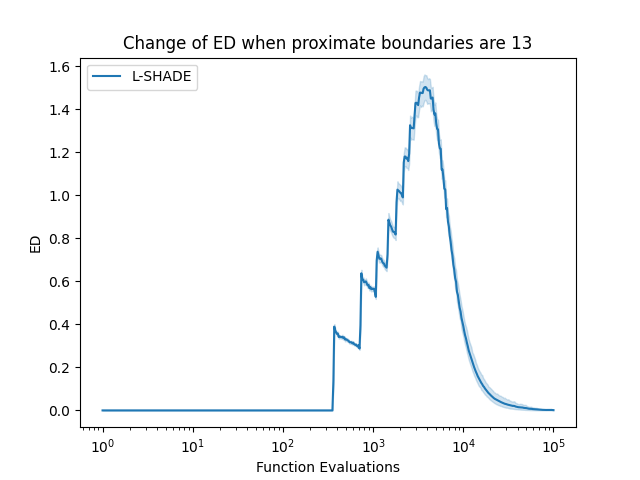 Change of ED when proximate boundaries are 13
L-SHADE
ED
1.6
1.4
1.2
1.0
0.8
0.6
0.4
0.2
0.0
10⁰ 10¹ 10² 10³ 10⁴ 10⁵
Function Evaluations